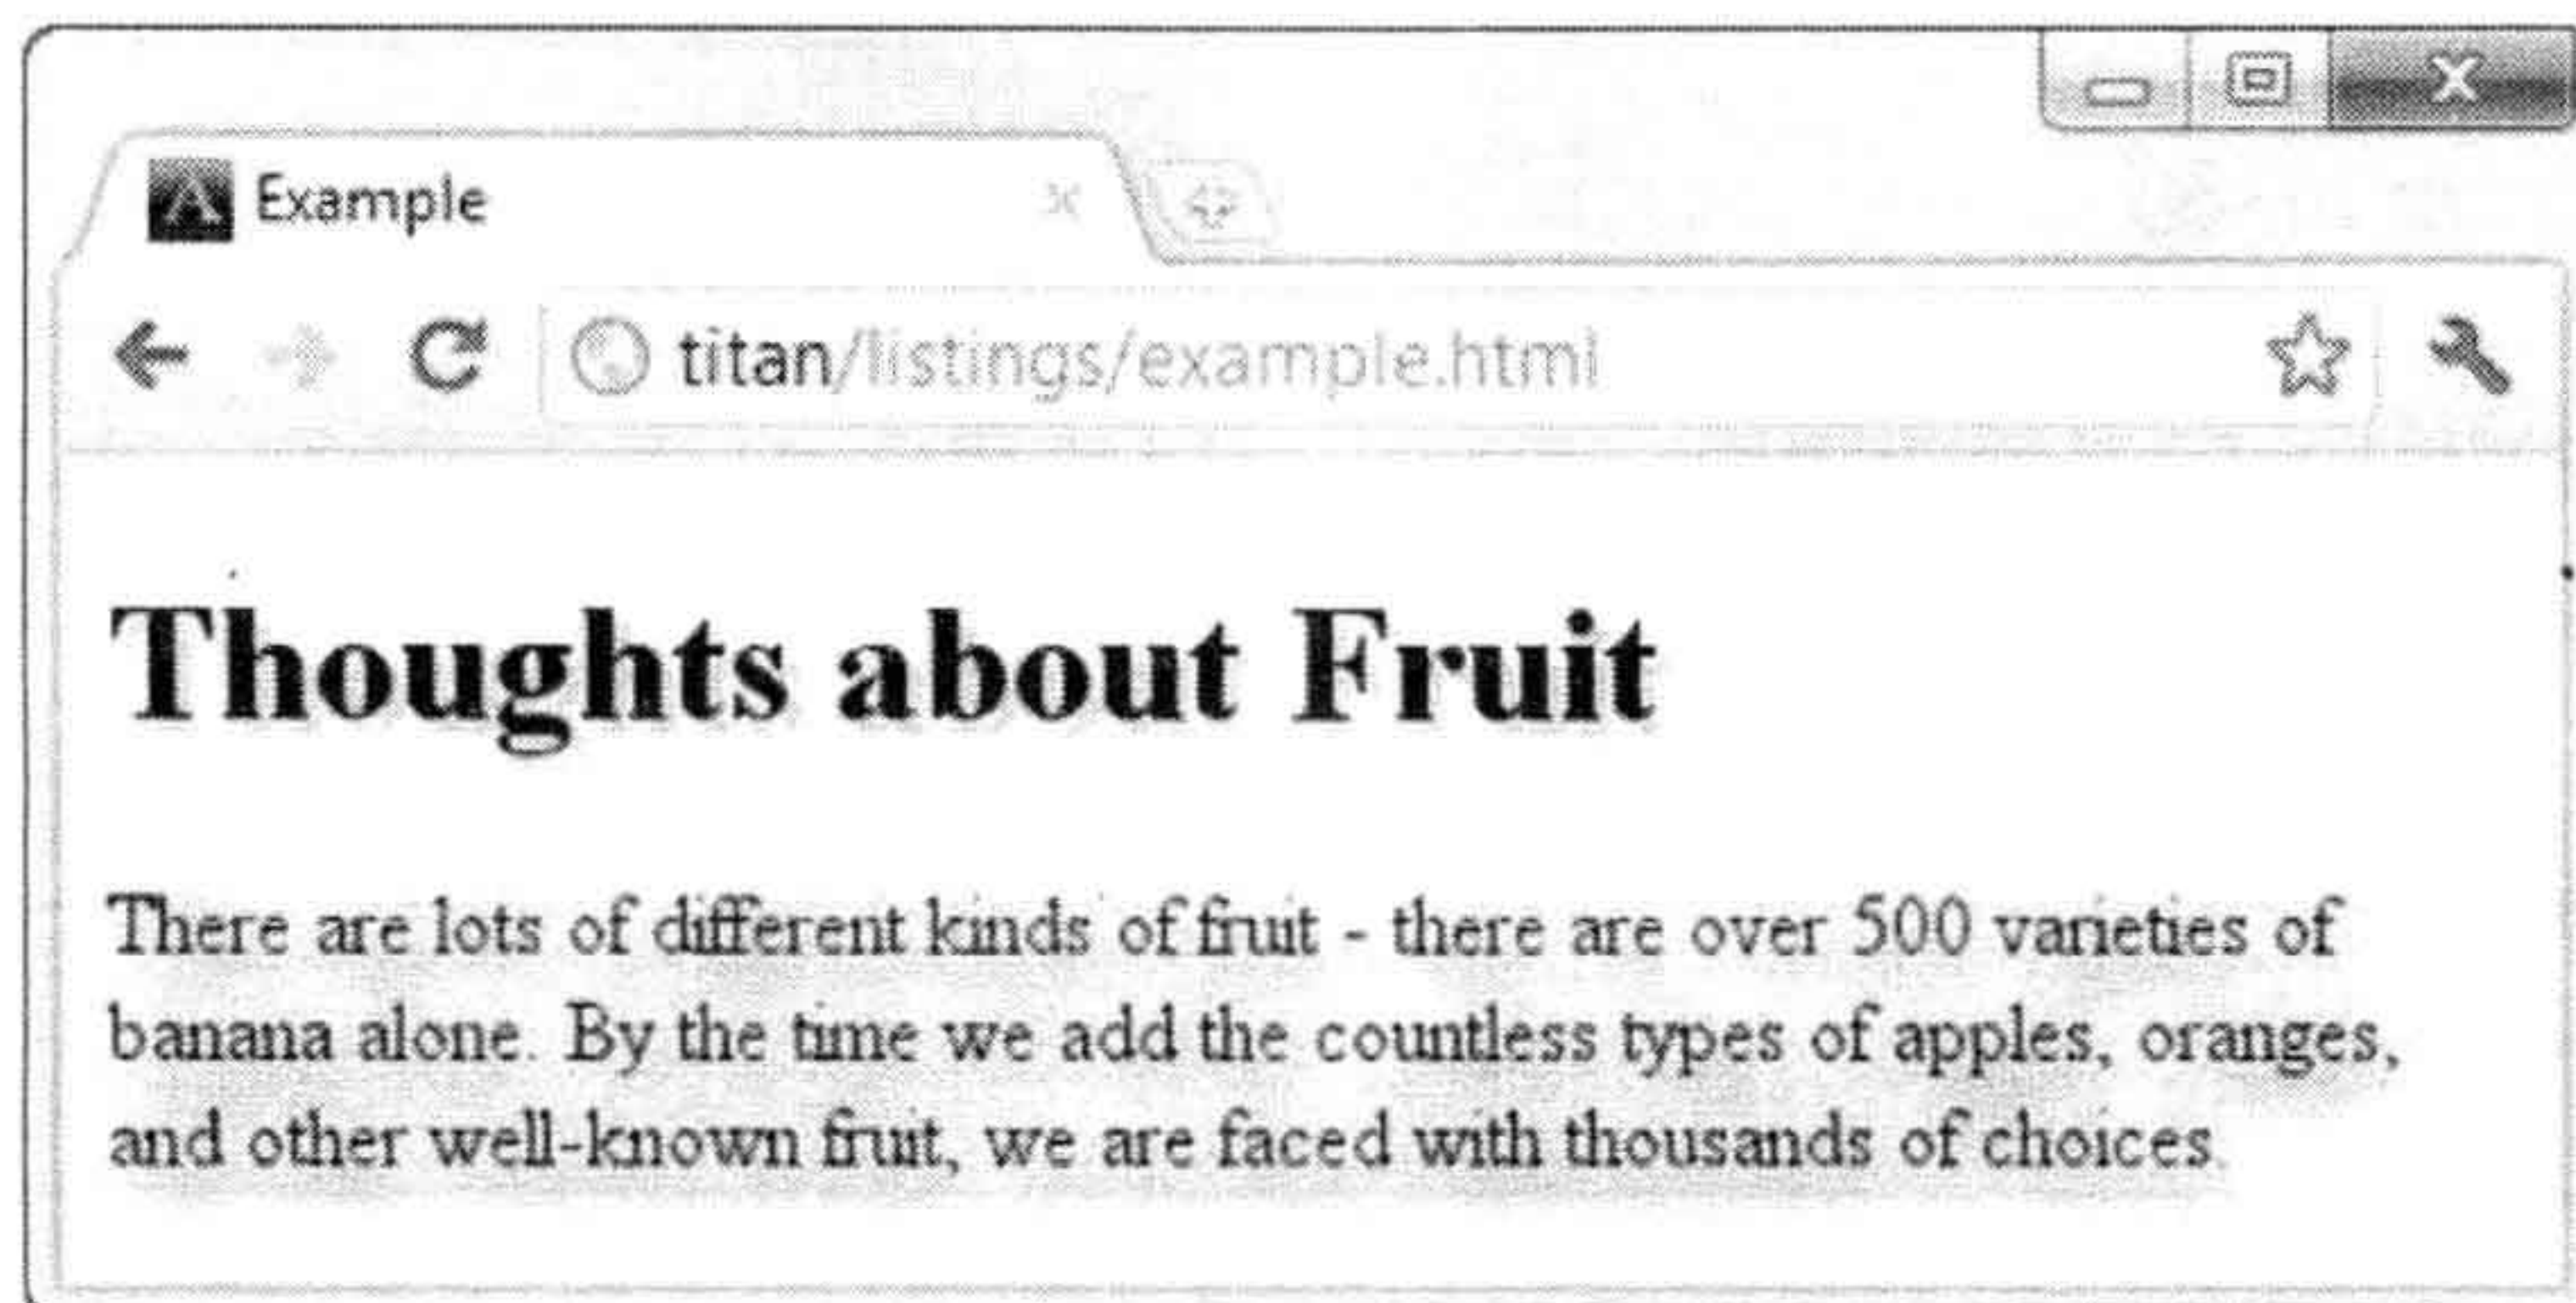 Example
titan/listings/example.html
Thoughts about Fruit
There are lots of different kinds of fruit - there are over 500 varieties of
banana alone. By the time we add the countless types of apples, oranges,
and other well-known fruit, we are faced with thousands of choices.